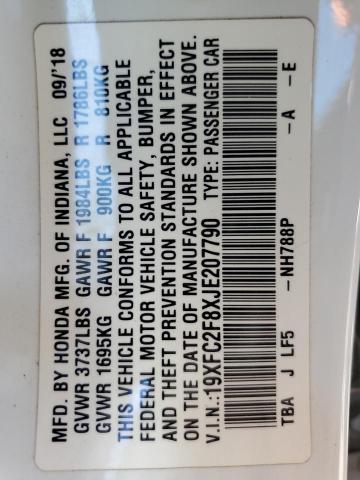 MFD. BY HONDA MFG. OF INDIANA, LLC 09/'18
GVWR 3737LBS GAWR F 1984LBS R 1786LBS
GVWR 1695KG GAWR F 900KG R 810KG
THIS VEHICLE CONFORMS TO ALL APPLICABLE
FEDERAL MOTOR VEHICLE SAFETY, BUMPER,
AND THEFT PREVENTION STANDARDS IN EFFECT
ON THE DATE OF MANUFACTURE SHOWN ABOVE.
V.I.N.:19XFC2F8XJE207790 TYPE: PASSENGER CAR
TBA J LF5 -NH788P -A -E